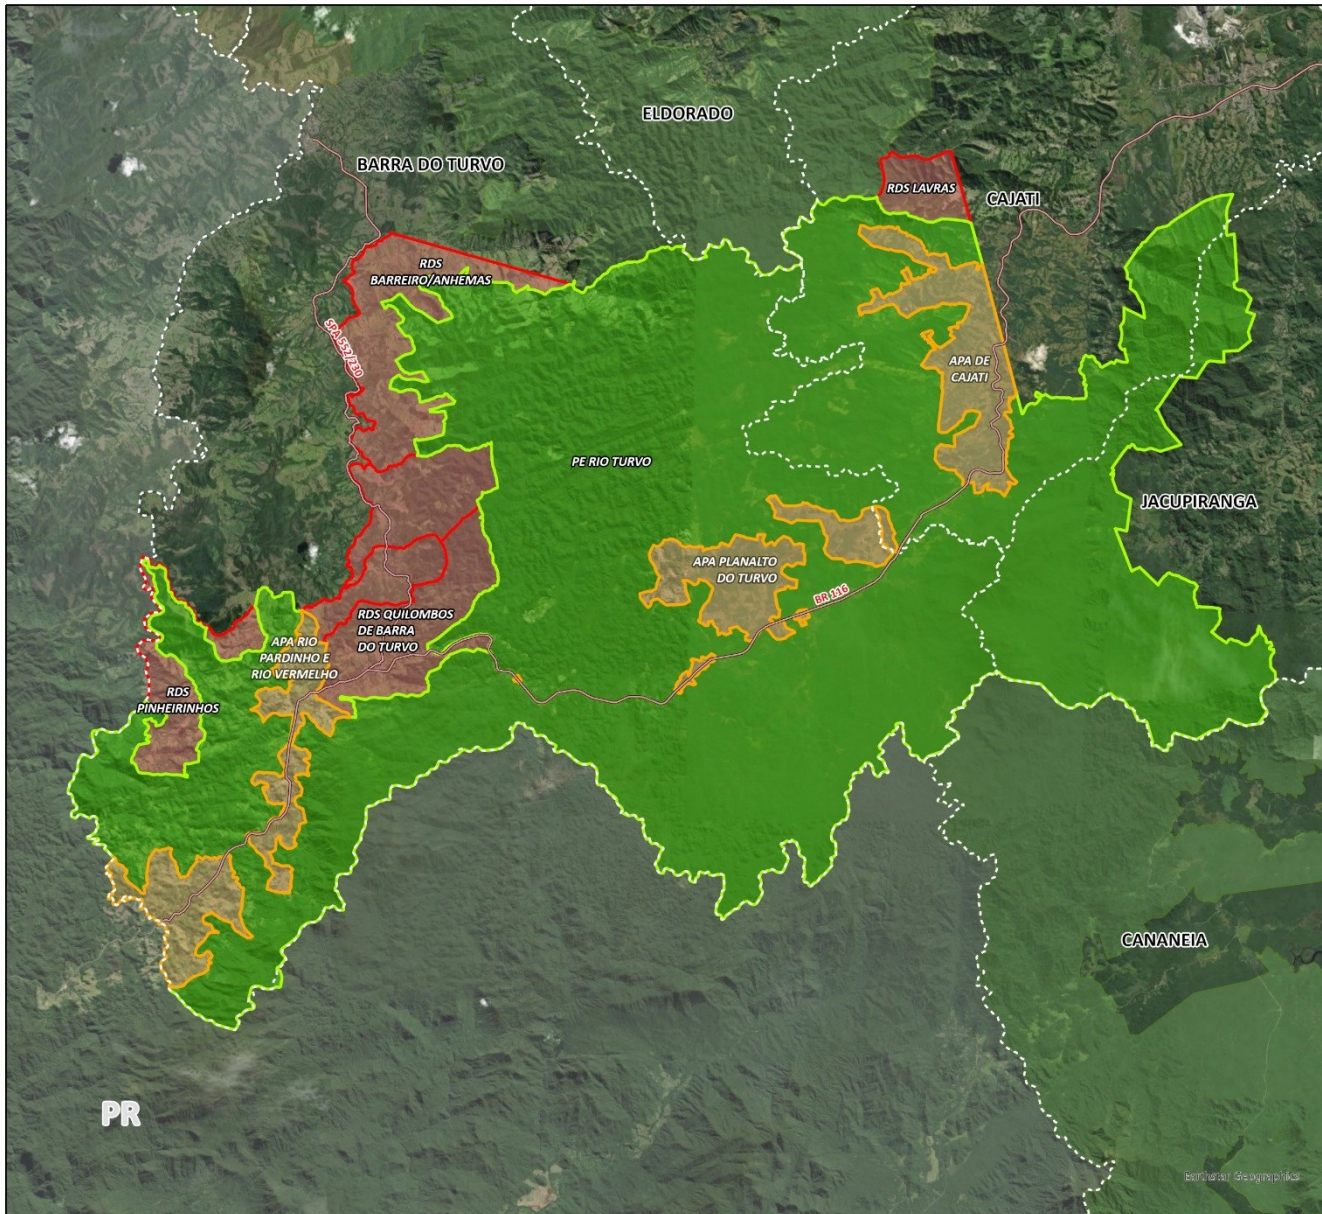 ELDORADO
BARRA DO TURVO
RDS LAVRAS
CAJATI
RDS
BARREIRO/ANHEMAS
SPA 552/230
APA DE
CAJATI
PE RIO TURVO
JACUPIRANGA
APA PLANALTO
DO TURVO
BR 116
RDS QUILOMBOS
DE BARRA
DO TURVO
APA RIO
PARDINHO E
RIO VERMELHO
RDS
PINHEIRINHOS
CANANEIA
PR
Earthstar Geographics